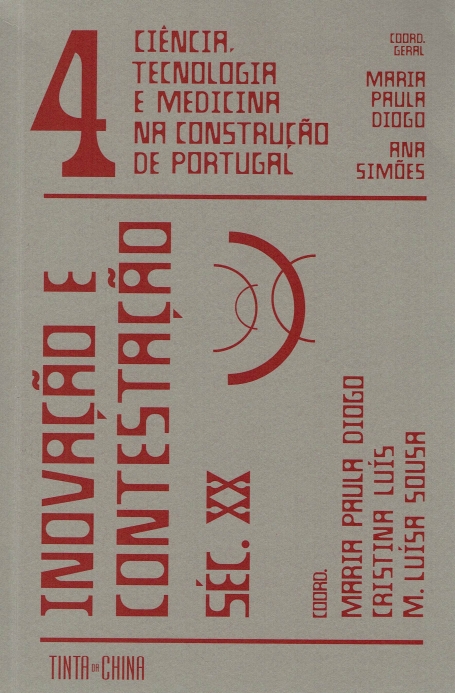 4
CIÊNCIA,
TECNOLOGIA
E MEDICINA
NA CONSTRUÇÃO
DE PORTUGAL
COORD.
GERAL
MARIA
PAULA
DIOGO
ANA
SIMÕES
INOVAÇÃO E
CONTESTAÇÃO
SÉC. XX
COORD.
MARIA PAULA DIOGO
CRISTINA LUÍS
M. LUÍSA SOUSA
TINTA DA CHINA